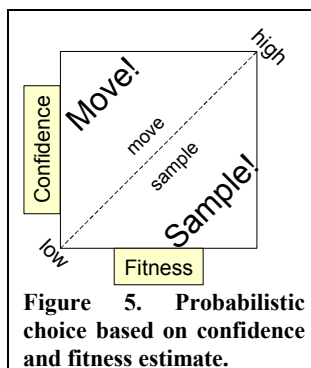 high
Move!
move
Confidence
sample
Sample!
low
Fitness
Figure 5. Probabilistic
choice based on confidence
and fitness estimate.